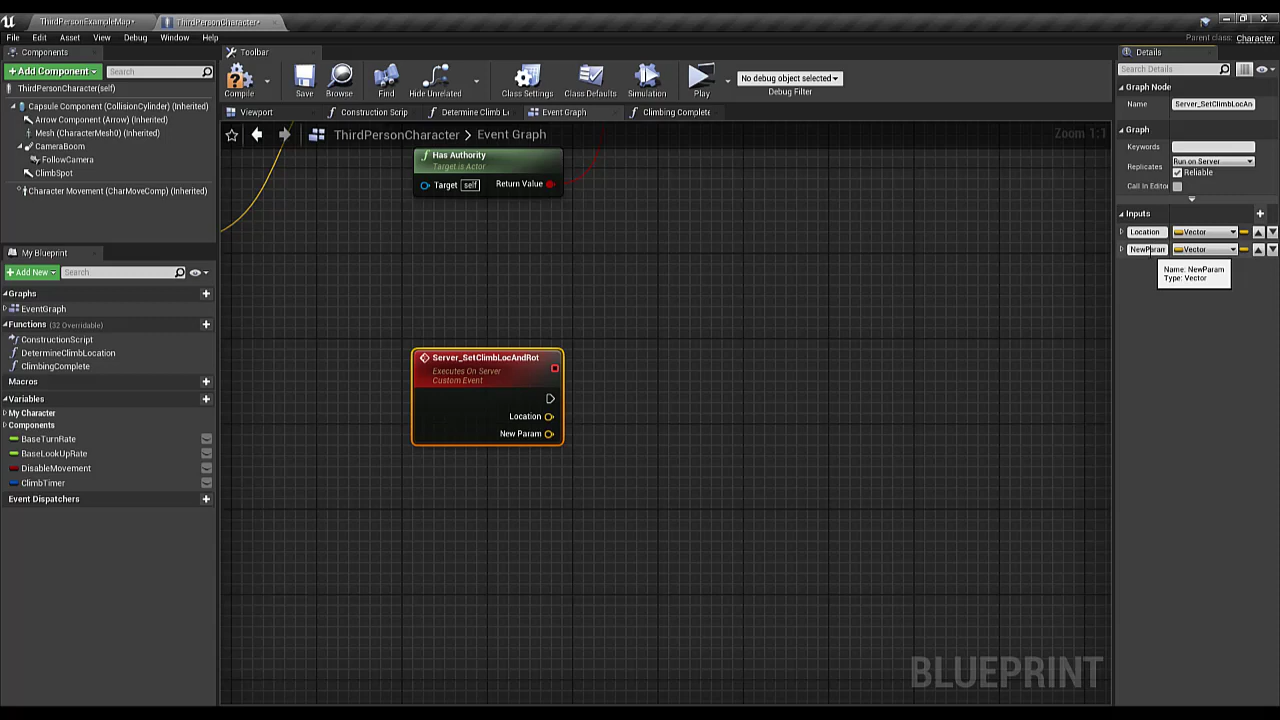 ThirdPersonExampleMap*
ThirdPersonCharacter*
File Edit Asset View Debug Window Help
Parent class: Character
Components
Toolbar
Details
+Add Component
Search
ThirdPersonCharacter(self)
Capsule Component (CollisionCylinder) (Inherited)
Arrow Component (Arrow) (Inherited)
Mesh (CharacterMesh0) (Inherited)
CameraBoom
FollowCamera
ClimbSpot
Character Movement (CharMoveComp) (Inherited)
My Blueprint
+Add New
Search
Graphs
EventGraph
Functions (32 Overridable)
ConstructionScript
DetermineClimbLocation
ClimbingComplete
Macros
Variables
My Character
Components
BaseTurnRate
BaseLookUpRate
DisableMovement
ClimbTimer
Event Dispatchers
Compile
Save
Browse
Find
Hide Unrelated
Class Settings
Class Defaults
Simulation
Play
No debug object selected
Debug Filter
Viewport
Construction Scrip
Determine Climb L
Event Graph
Climbing Complete
ThirdPersonCharacter > Event Graph
Zoom 1:1
Has Authority
Target is Actor
Target self
Return Value
Server_SetClimbLocAndRot
Executes On Server
Custom Event
Location
New Param
BLUEPRINT
Search Details
Graph Node
Name Server_SetClimbLocAn
Graph
Keywords
Replicates Run on Server
Reliable
Call In Editor
Inputs
Location Vector
NewParam Vector
Name: NewParam
Type: Vector